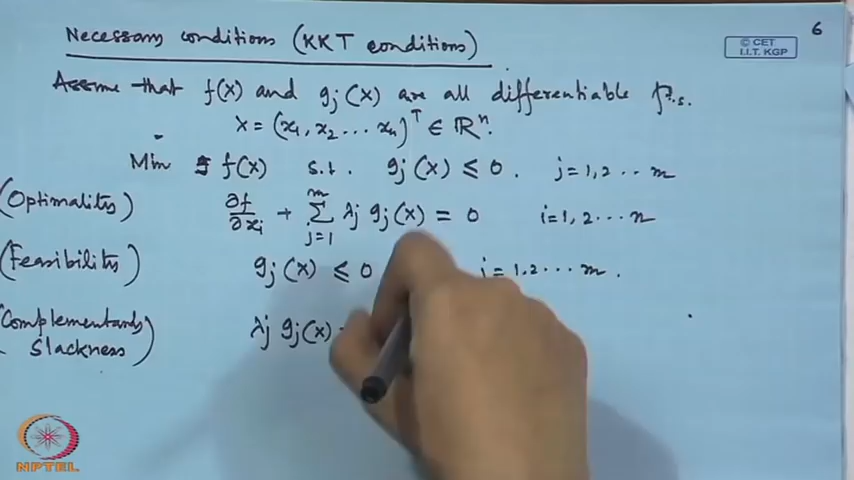 Necessary conditions (KKT conditions)
© CET
I.I.T. KGP
6
Assume that f(x) and gj(x) are all differentiable
X = (x1, x2 ... xn)^T ∈ ℝ^n.
Min f(x) s.t. gj(x) ≤ 0. j = 1,2 ... m
(Optimality) ∂f/∂xi + Σ_{j=1}^{m} λj gj(x) = 0 i = 1,2 ... n
(Feasibility) gj(x) ≤ 0 j = 1,2 ... m.
Complementary λj gj(x)
Slackness)
NPTEL